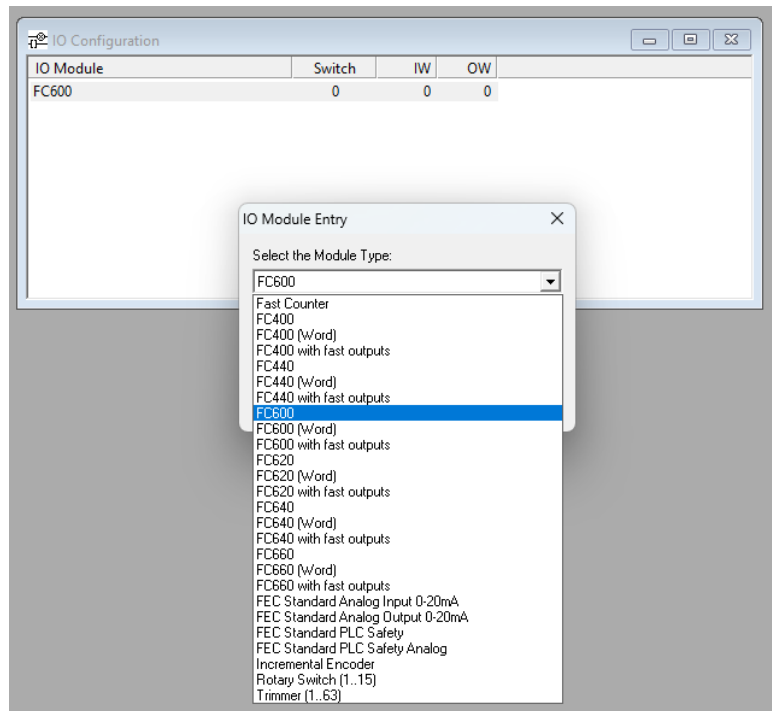 IO Configuration
IO Module Switch IW OW
FC600 0 0 0
IO Module Entry
Select the Module Type:
FC600
Fast Counter
FC400
FC400 (Word)
FC400 with fast outputs
FC440
FC440 (Word)
FC440 with fast outputs
FC600
FC600 (Word)
FC600 with fast outputs
FC620
FC620 (Word)
FC620 with fast outputs
FC640
FC640 (Word)
FC640 with fast outputs
FC660
FC660 (Word)
FC660 with fast outputs
FEC Standard Analog Input 0-20mA
FEC Standard Analog Output 0-20mA
FEC Standard PLC Safety
FEC Standard PLC Safety Analog
Incremental Encoder
Rotary Switch (1..15)
Trimmer (1..63)